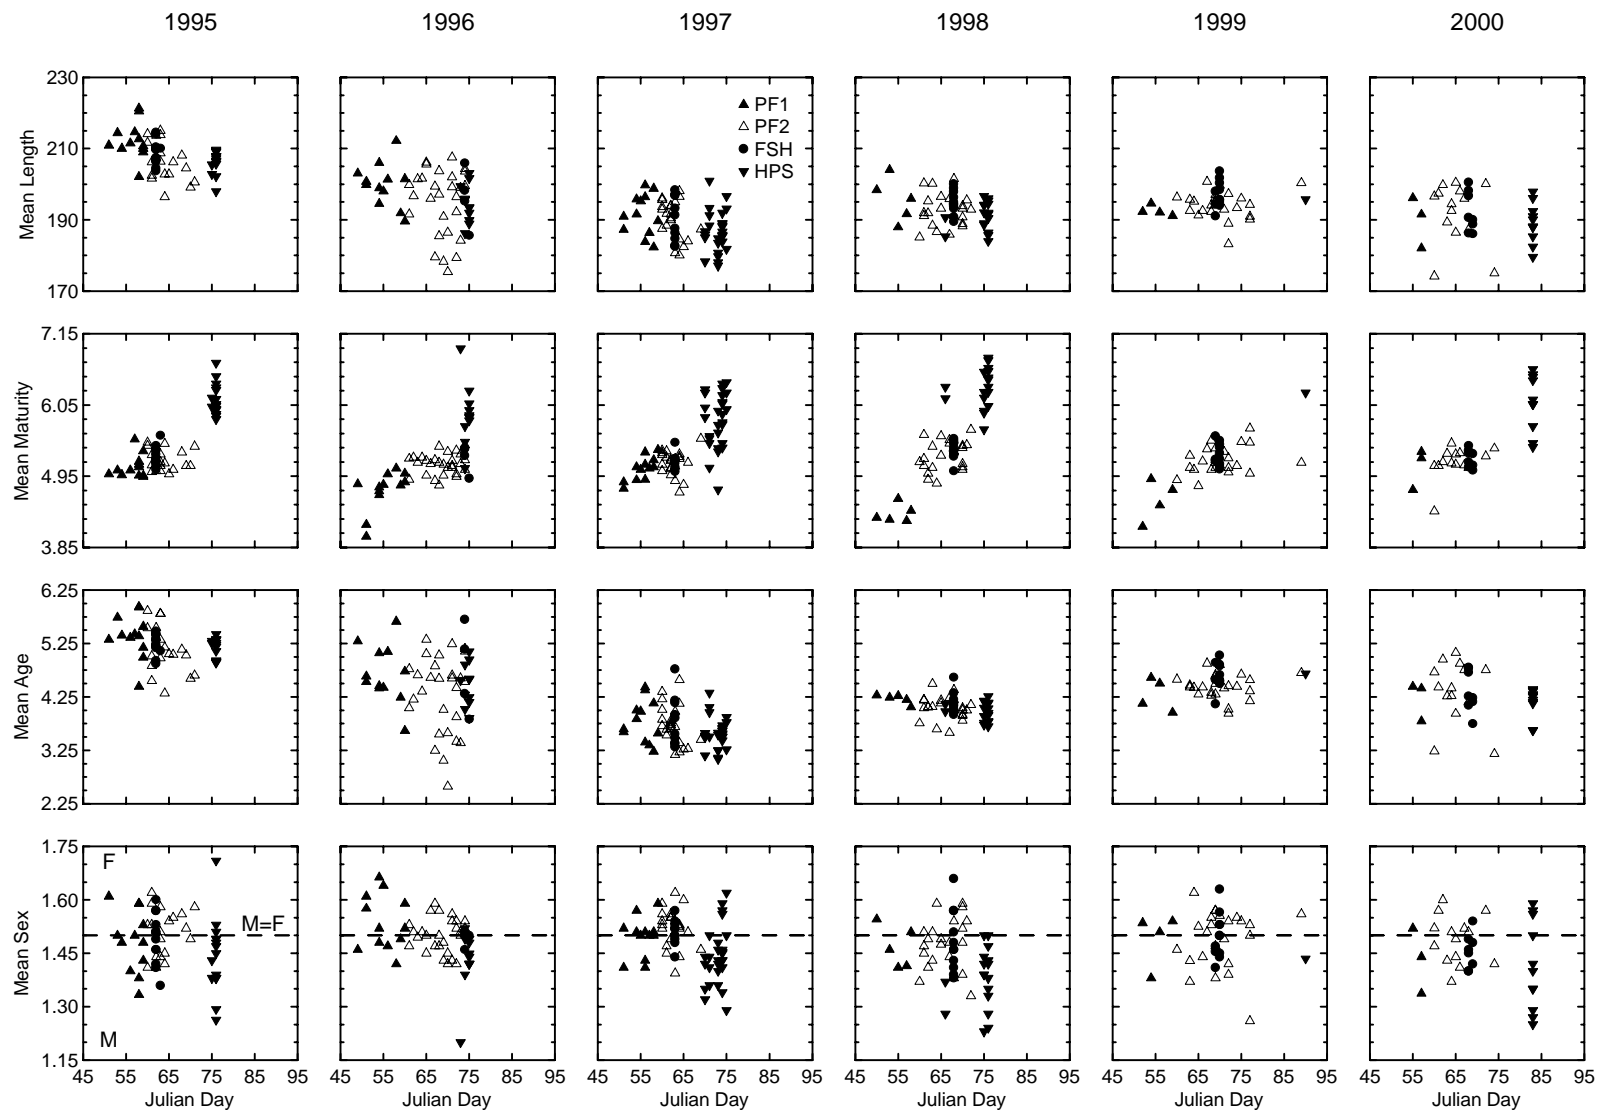 1995 1996 1997 1998 1999 2000
230
210
190
170
Mean Length
PF1
PF2
FSH
HPS
7.15
6.05
4.95
3.85
Mean Maturity
6.25
5.25
4.25
3.25
2.25
Mean Age
1.75
1.60
1.45
1.30
1.15
Mean Sex
F
M=F
M
45 55 65 75 85 95 45 55 65 75 85 95 45 55 65 75 85 95 45 55 65 75 85 95 45 55 65 75 85 95 45 55 65 75 85 95
Julian Day Julian Day Julian Day Julian Day Julian Day Julian Day